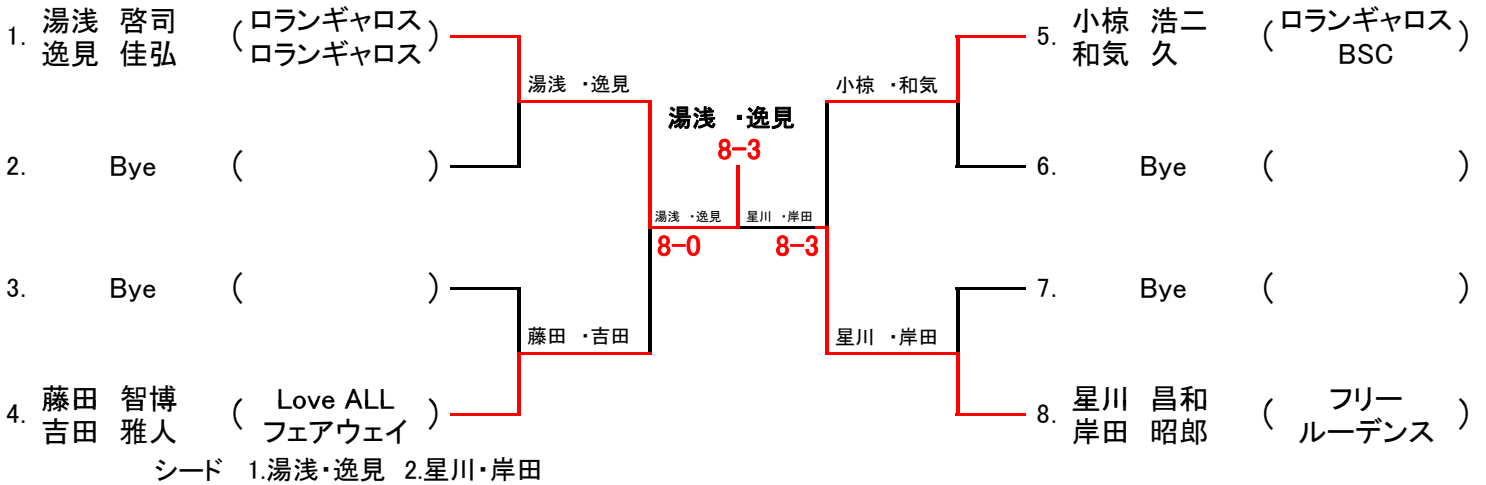 1. 湯浅 啓司 (ロランギャロス)
逸見 佳弘 ロランギャロス
湯浅 ・逸見
2. Bye ( )
3. Bye ( )
藤田 ・吉田
4. 藤田 智博 ( Love ALL )
吉田 雅人 フェアウェイ
湯浅 ・逸見
8-0
湯浅 ・逸見
8-3
星川 ・岸田
8-3
5. 小椋 浩二 (ロランギャロス)
和気 久 BSC
小椋 ・和気
6. Bye ( )
7. Bye ( )
星川 ・岸田
8. 星川 昌和 ( フリー )
岸田 昭郎 ルーデンス
シード 1.湯浅・逸見 2.星川・岸田